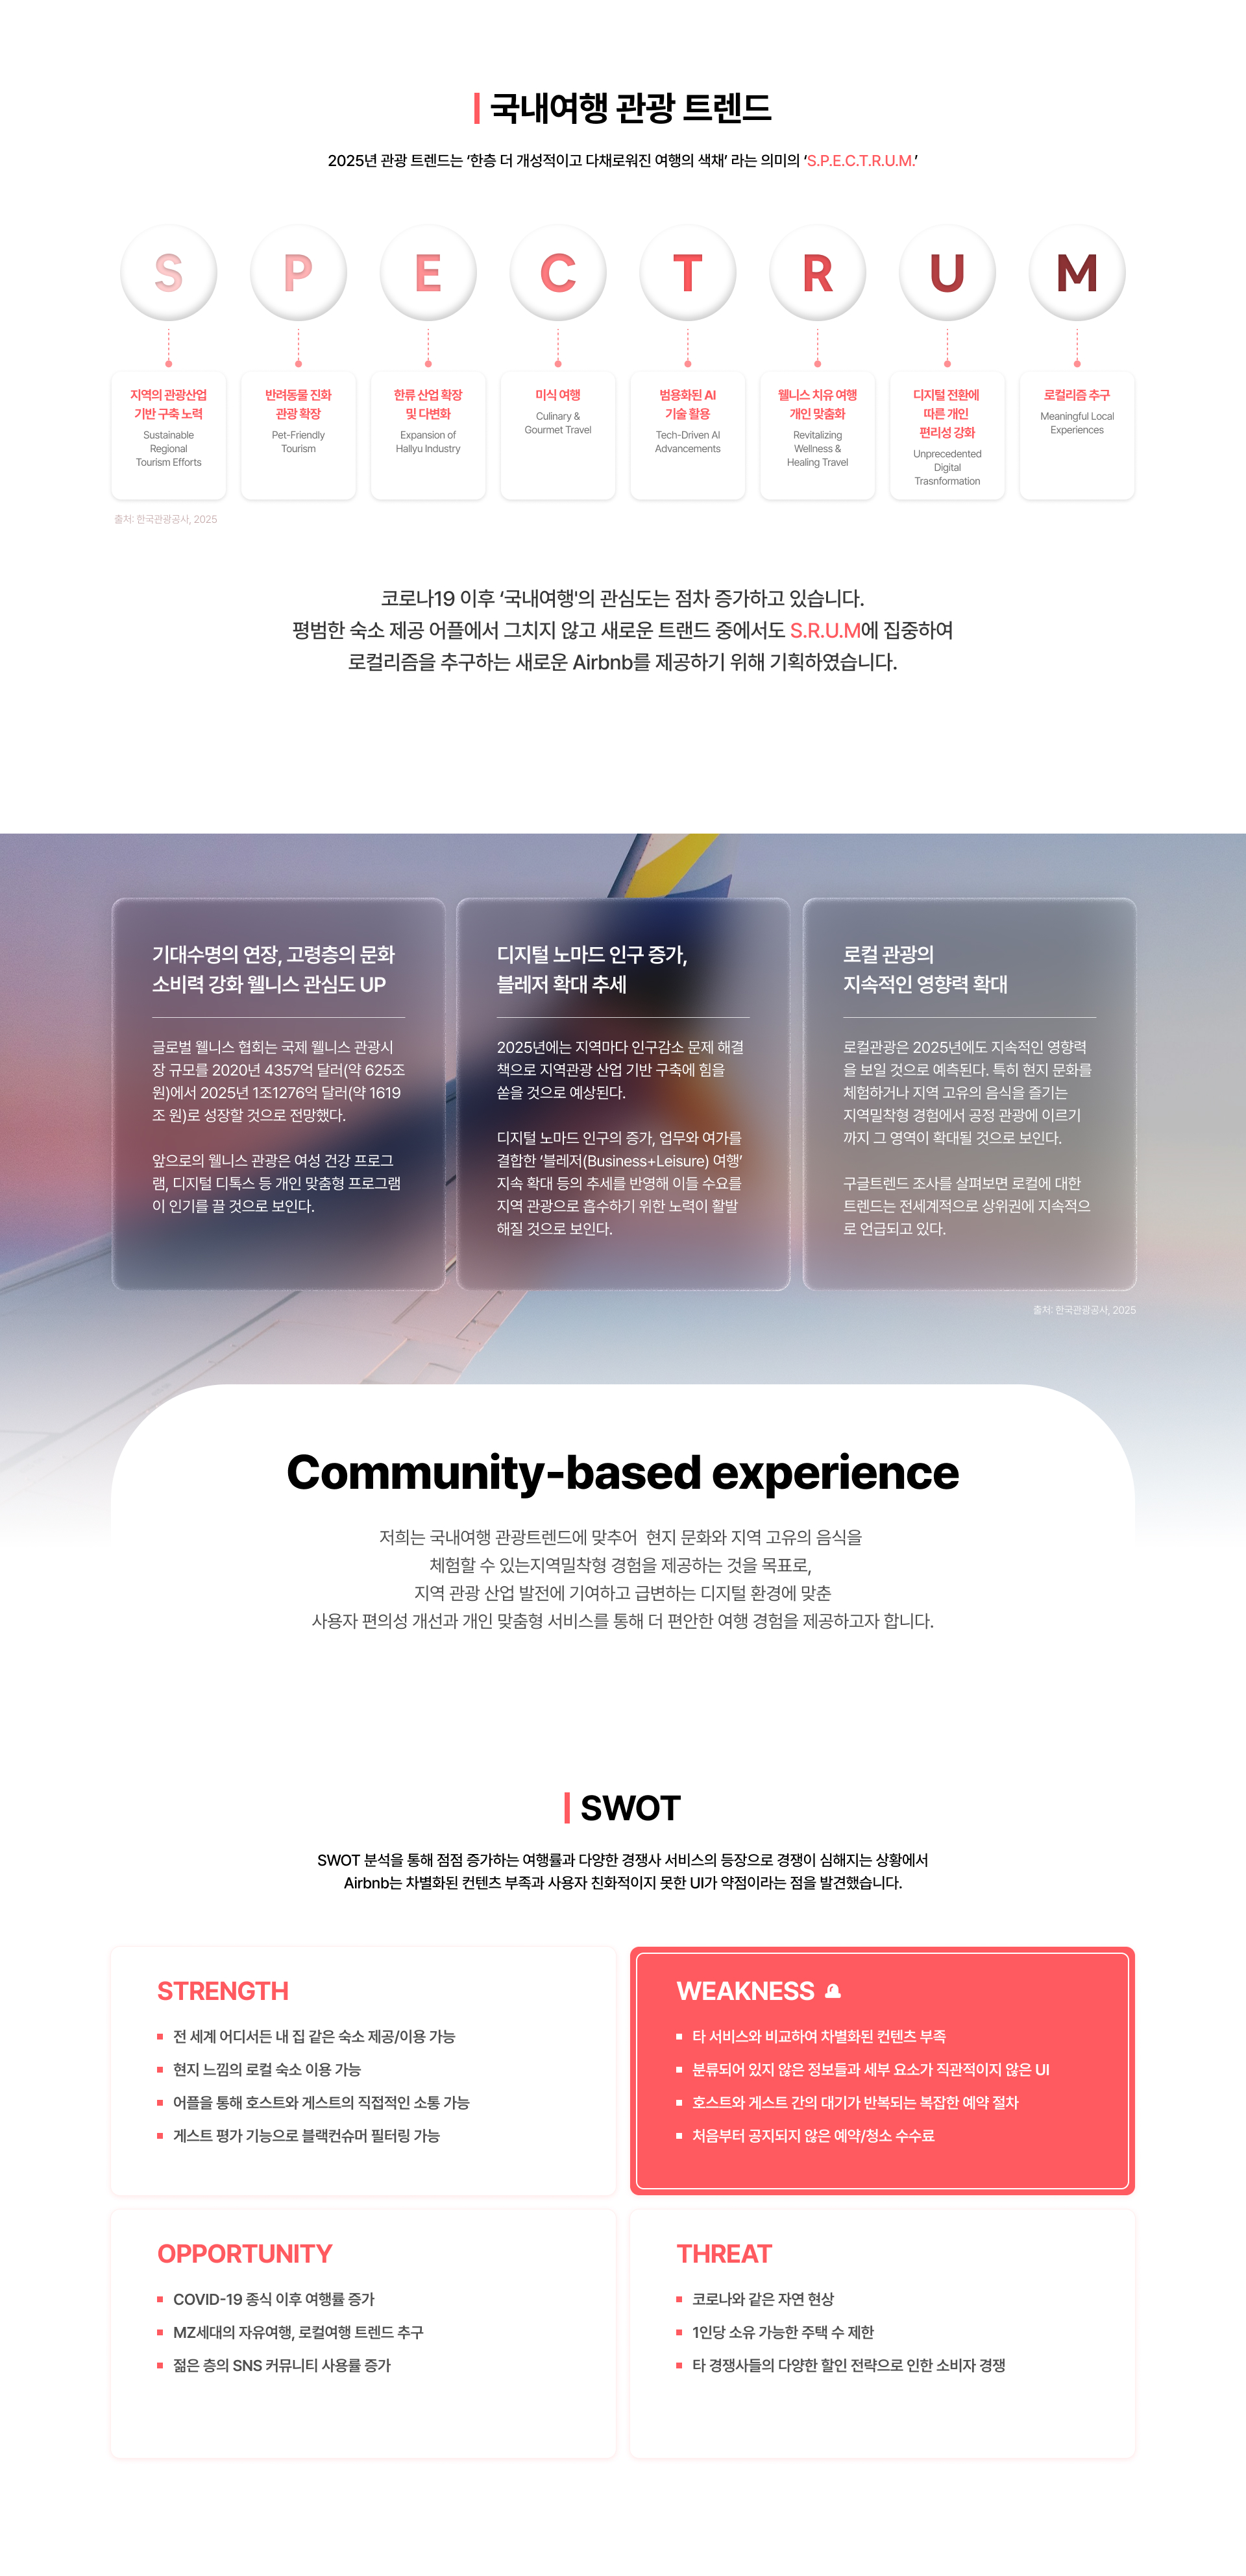 국내여행 관광 트렌드
2025년 관광 트렌드는 ‘한층 더 개성적이고 다채로워진 여행의 색채’ 라는 의미의 ‘S.P.E.C.T.R.U.M.’
S P E C T R U M
지역의 관광산업
기반 구축 노력
Sustainable
Regional
Tourism Efforts
반려동물 진화
관광 확장
Pet-Friendly
Tourism
한류 산업 확장
및 다변화
Expansion of
Hallyu Industry
미식 여행
Culinary &
Gourmet Travel
범용화된 AI
기술 활용
Tech-Driven AI
Advancements
웰니스 치유 여행
개인 맞춤화
Revitalizing
Wellness &
Healing Travel
디지털 전환에
따른 개인
편리성 강화
Unprecedented
Digital
Trasnformation
로컬리즘 추구
Meaningful Local
Experiences
출처: 한국관광공사, 2025
코로나19 이후 ‘국내여행'의 관심도는 점차 증가하고 있습니다.
평범한 숙소 제공 어플에서 그치지 않고 새로운 트랜드 중에서도 S.R.U.M에 집중하여
로컬리즘을 추구하는 새로운 Airbnb를 제공하기 위해 기획하였습니다.
기대수명의 연장, 고령층의 문화
소비력 강화 웰니스 관심도 UP
글로벌 웰니스 협회는 국제 웰니스 관광시
장 규모를 2020년 4357억 달러(약 625조
원)에서 2025년 1조1276억 달러(약 1619
조 원)로 성장할 것으로 전망했다.
앞으로의 웰니스 관광은 여성 건강 프로그
램, 디지털 디톡스 등 개인 맞춤형 프로그램
이 인기를 끌 것으로 보인다.
디지털 노마드 인구 증가,
블레저 확대 추세
2025년에는 지역마다 인구감소 문제 해결
책으로 지역관광 산업 기반 구축에 힘을
쏟을 것으로 예상된다.
디지털 노마드 인구의 증가, 업무와 여가를
결합한 ‘블레저(Business+Leisure) 여행’
지속 확대 등의 추세를 반영해 이들 수요를
지역 관광으로 흡수하기 위한 노력이 활발
해질 것으로 보인다.
로컬 관광의
지속적인 영향력 확대
로컬관광은 2025년에도 지속적인 영향력
을 보일 것으로 예측된다. 특히 현지 문화를
체험하거나 지역 고유의 음식을 즐기는
지역밀착형 경험에서 공정 관광에 이르기
까지 그 영역이 확대될 것으로 보인다.
구글트렌드 조사를 살펴보면 로컬에 대한
트렌드는 전세계적으로 상위권에 지속적으
로 언급되고 있다.
출처: 한국관광공사, 2025
Community-based experience
저희는 국내여행 관광트렌드에 맞추어 현지 문화와 지역 고유의 음식을
체험할 수 있는지역밀착형 경험을 제공하는 것을 목표로,
지역 관광 산업 발전에 기여하고 급변하는 디지털 환경에 맞춘
사용자 편의성 개선과 개인 맞춤형 서비스를 통해 더 편안한 여행 경험을 제공하고자 합니다.
SWOT
SWOT 분석을 통해 점점 증가하는 여행률과 다양한 경쟁사 서비스의 등장으로 경쟁이 심해지는 상황에서
Airbnb는 차별화된 컨텐츠 부족과 사용자 친화적이지 못한 UI가 약점이라는 점을 발견했습니다.
STRENGTH
전 세계 어디서든 내 집 같은 숙소 제공/이용 가능
현지 느낌의 로컬 숙소 이용 가능
어플을 통해 호스트와 게스트의 직접적인 소통 가능
게스트 평가 기능으로 블랙컨슈머 필터링 가능
WEAKNESS
타 서비스와 비교하여 차별화된 컨텐츠 부족
분류되어 있지 않은 정보들과 세부 요소가 직관적이지 않은 UI
호스트와 게스트 간의 대기가 반복되는 복잡한 예약 절차
처음부터 공지되지 않은 예약/청소 수수료
OPPORTUNITY
COVID-19 종식 이후 여행률 증가
MZ세대의 자유여행, 로컬여행 트렌드 추구
젊은 층의 SNS 커뮤니티 사용률 증가
THREAT
코로나와 같은 자연 현상
1인당 소유 가능한 주택 수 제한
타 경쟁사들의 다양한 할인 전략으로 인한 소비자 경쟁